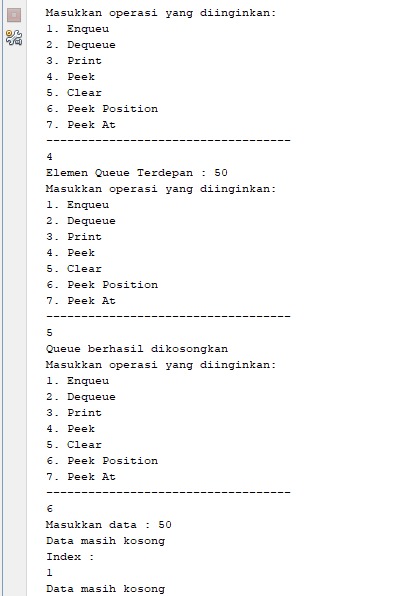 Masukkan operasi yang diinginkan:
1. Enqueu
2. Dequeue
3. Print
4. Peek
5. Clear
6. Peek Position
7. Peek At
-----------------------------------
4
Elemen Queue Terdepan : 50
Masukkan operasi yang diinginkan:
1. Enqueu
2. Dequeue
3. Print
4. Peek
5. Clear
6. Peek Position
7. Peek At
-----------------------------------
5
Queue berhasil dikosongkan
Masukkan operasi yang diinginkan:
1. Enqueu
2. Dequeue
3. Print
4. Peek
5. Clear
6. Peek Position
7. Peek At
-----------------------------------
6
Masukkan data : 50
Data masih kosong
Index :
1
Data masih kosong